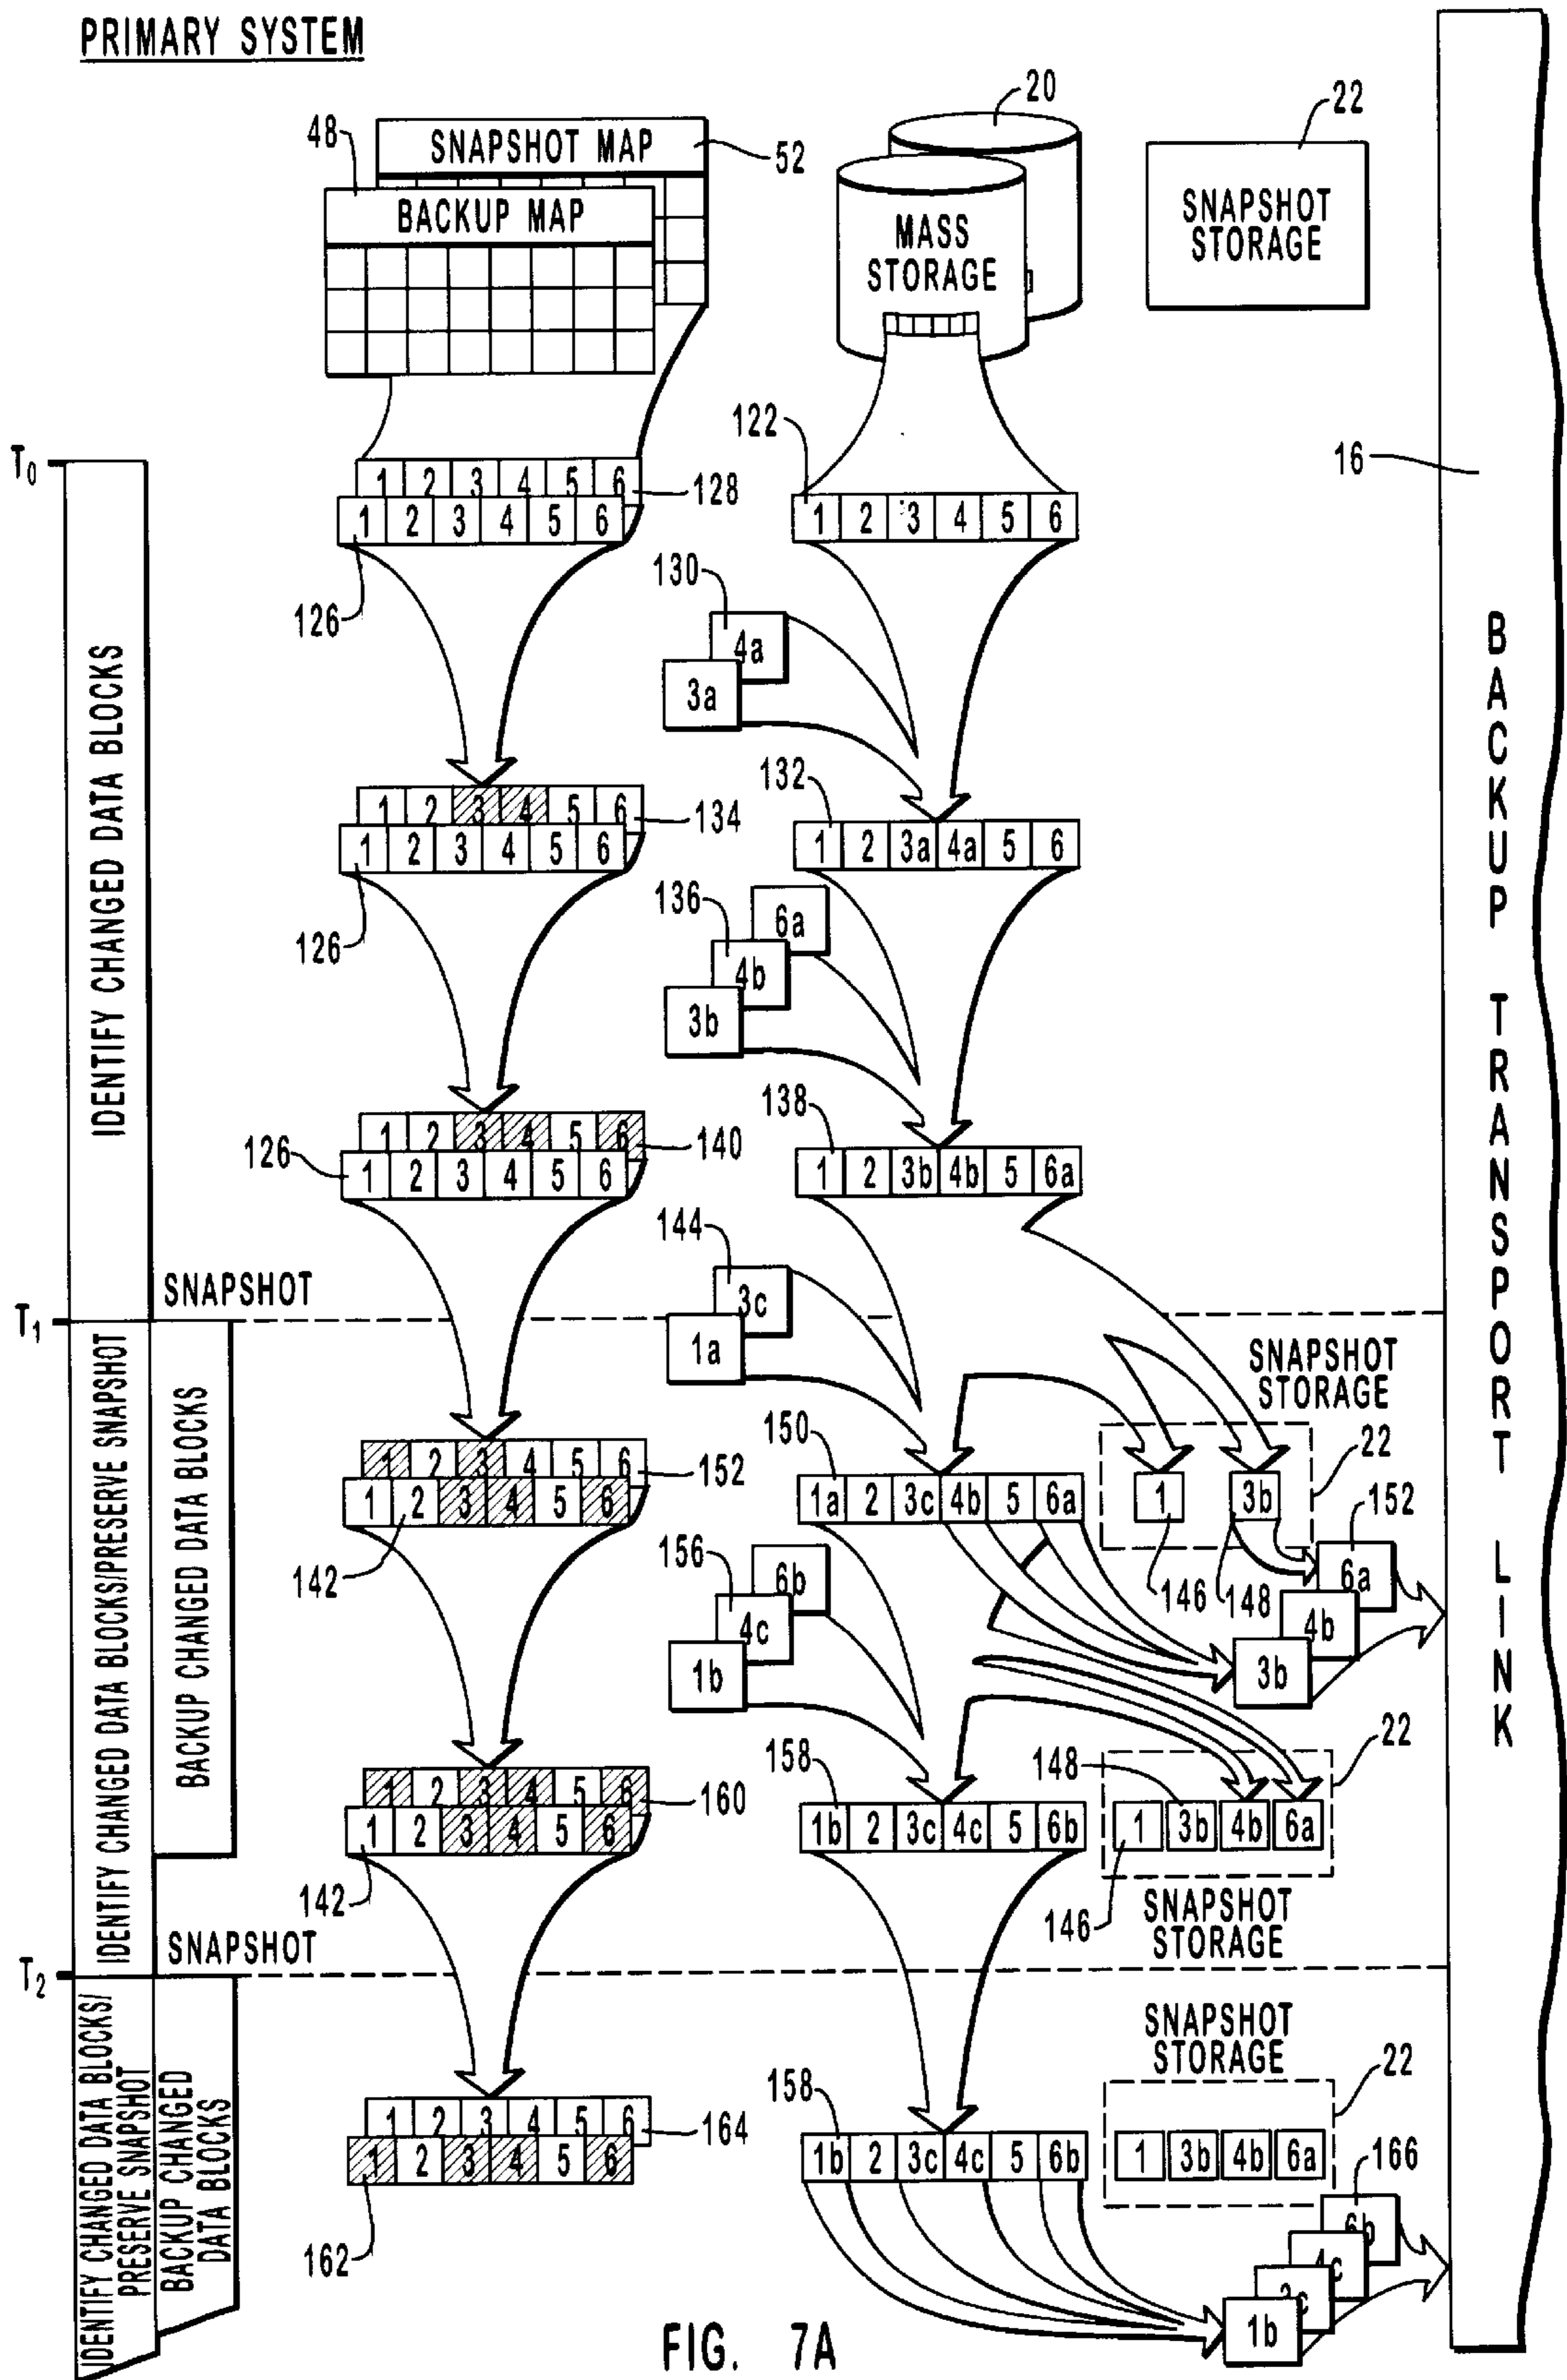 PRIMARY SYSTEM
20
22
48
SNAPSHOT MAP
52
BACKUP MAP
MASS
STORAGE
SNAPSHOT
STORAGE
122
16
T0
1 2 3 4 5 6
128
1 2 3 4 5 6
1 2 3 4 5 6
126
130
4a
3a
IDENTIFY CHANGED DATA BLOCKS
BACKUP TRANSPORT LINK
132
1 2 3 4 5 6
134
1 2 3 4 5 6
1 2 3a 4a 5 6
126
136
6a
4b
3b
138
1 2 3 4 5 6
140
126
1 2 3 4 5 6
1 2 3b 4b 5 6a
144
3c
1a
SNAPSHOT
T1
SNAPSHOT
STORAGE
IDENTIFY CHANGED DATA BLOCKS/PRESERVE SNAPSHOT
BACKUP CHANGED DATA BLOCKS
150
22
1 2 3 4 5 6
152
1 2 3 4 5 6
1a 2 3c 4b 5 6a
1
3b
152
142
146
148
6a
4b
3b
156
6b
4c
1b
158
148
22
1 2 3 4 5 6
160
1 2 3 4 5 6
1b 2 3c 4c 5 6b
1 3b 4b 6a
142
146
SNAPSHOT
STORAGE
SNAPSHOT
T2
SNAPSHOT
STORAGE
IDENTIFY CHANGED DATA BLOCKS/
PRESERVE SNAPSHOT
BACKUP CHANGED
DATA BLOCKS
158
22
1 2 3 4 5 6
164
1 2 3 4 5 6
1b 2 3c 4c 5 6b
1 3b 4b 6a
162
166
6b
4c
3c
1b
FIG. 7A